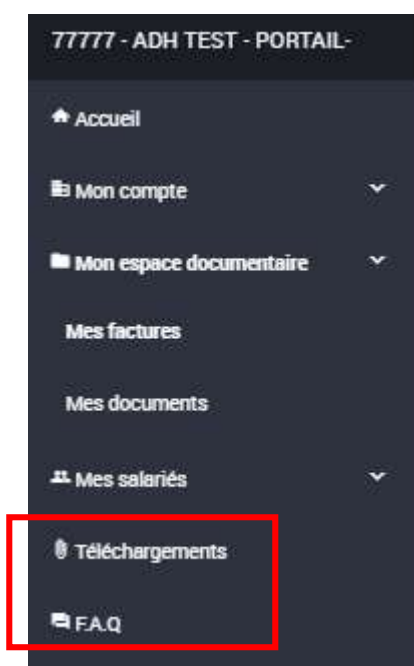 77777 - ADH TEST - PORTAIL-
Accueil
Mon compte
Mon espace documentaire
Mes factures
Mes documents
Mes salariés
Téléchargements
F.A.Q